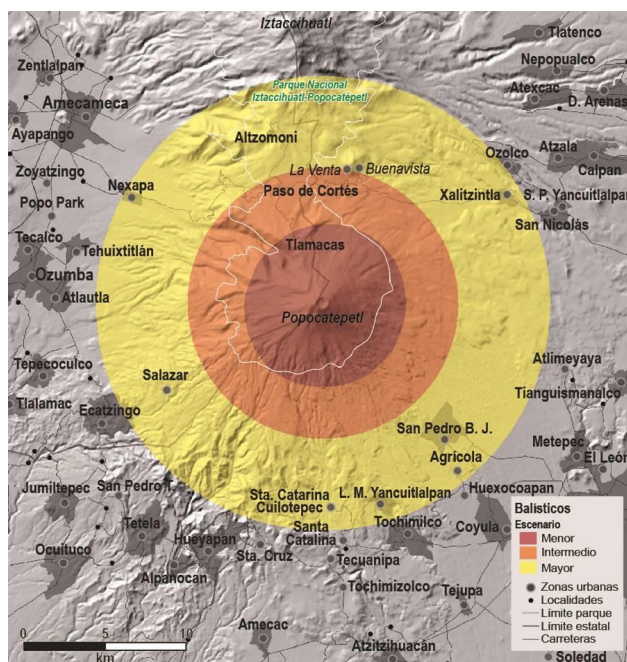 Iztaccíhuatl
Tlatenco
Zentlalpan
Nepopualco
Parque Nacional
Iztaccíhuatl-Popocatépetl
Atexcac
D. Arenas
Amecameca
Ayapango
Altzomoni
Atzala
Ozolco
Calpan
La Venta
Buenavista
Zoyatzingo
Nexapa
Paso de Cortés
Xalitzintla
S. P. Yancuitlalpan
Popo Park
San Nicolás
Tecalco
Tehuixtitlán
Tlamacas
Ozumba
Atlautla
Popocatépetl
Tepecoculco
Salazar
Atlimeyaya
Tianguismanalco
Tlalamac
Ecatzingo
San Pedro B. J.
Metepec
Agrícola
El León
Jumiltepec
San Pedro T.
Sta. Catarina
Cuilotepec
L. M. Yancuitlalpan
Huexocoapan
Tetela
Hueyapan
Santa
Catalina
Tochimilco
Coyula
Ocuituco
Sta. Cruz
Alpanocan
Tecuanipa
Tochimizolco
Tejupa
Amecac
Atzitzihuacán
Soledad
Balísticos
Escenario
Menor
Intermedio
Mayor
Zonas urbanas
Localidades
Límite parque
Límite estatal
Carreteras
0 5 10
km